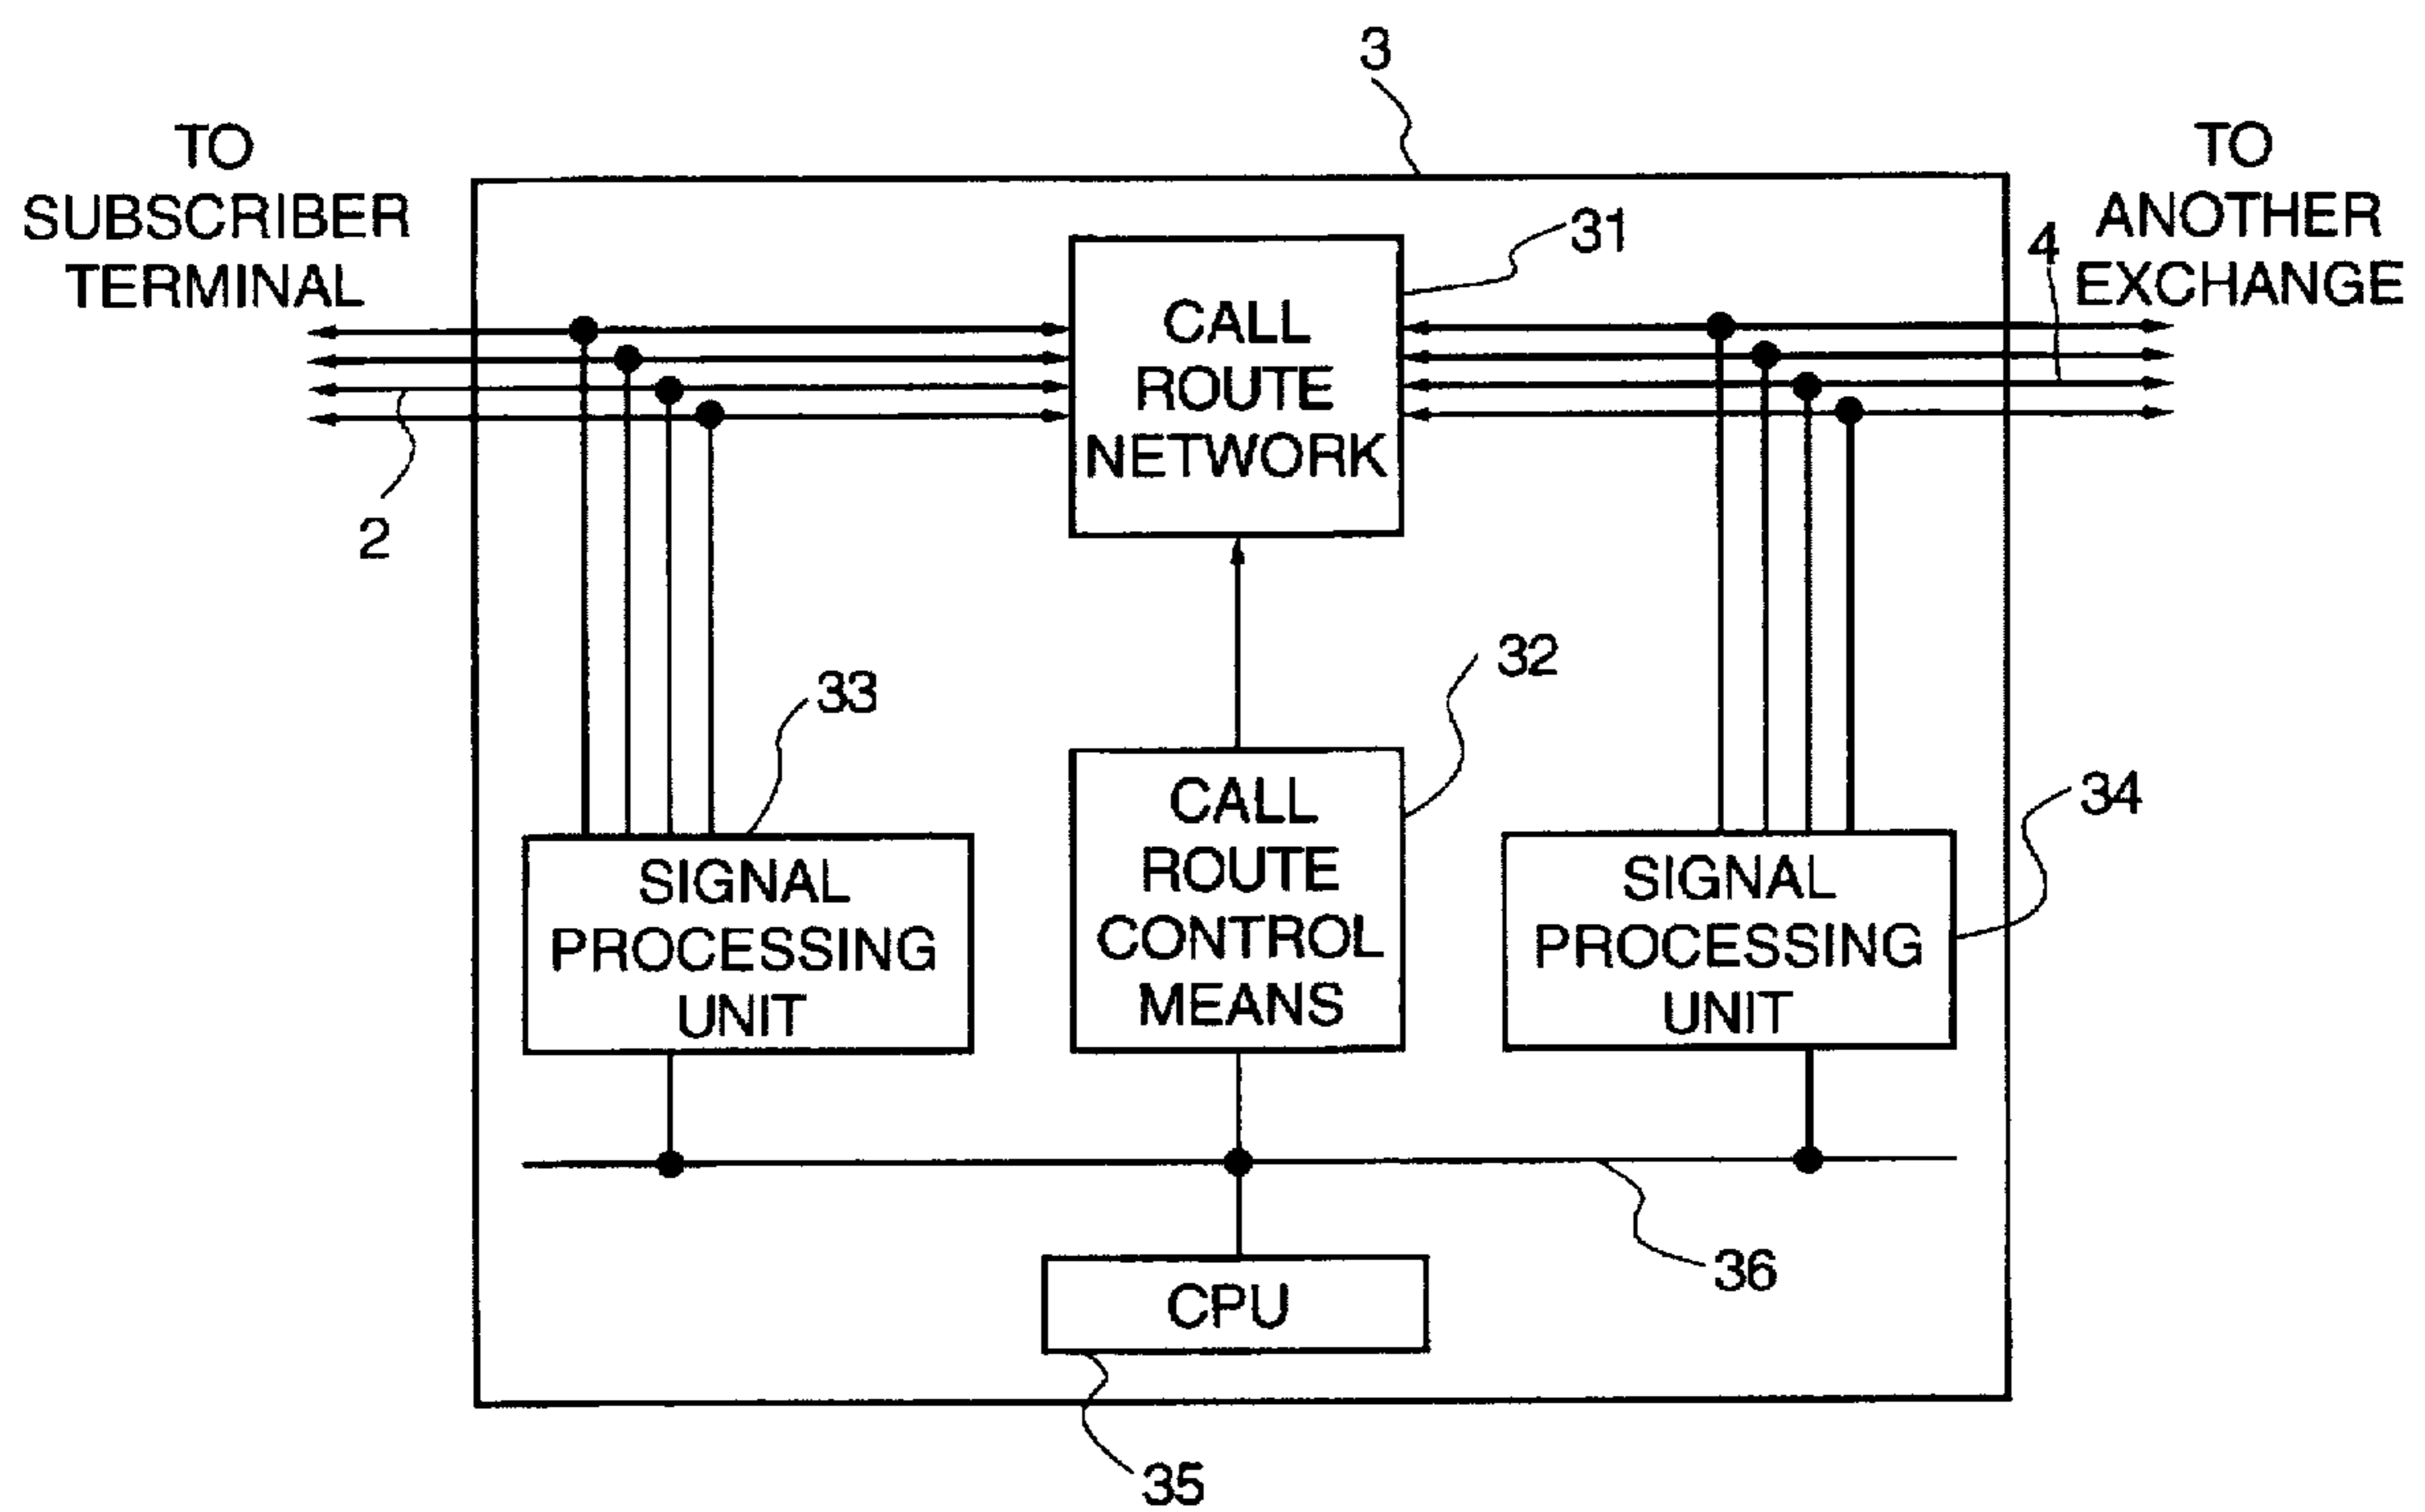 3
TO
SUBSCRIBER
TERMINAL
TO
ANOTHER
EXCHANGE
4
31
CALL
ROUTE
NETWORK
2
32
33
34
SIGNAL
PROCESSING
UNIT
CALL
ROUTE
CONTROL
MEANS
SIGNAL
PROCESSING
UNIT
36
CPU
35